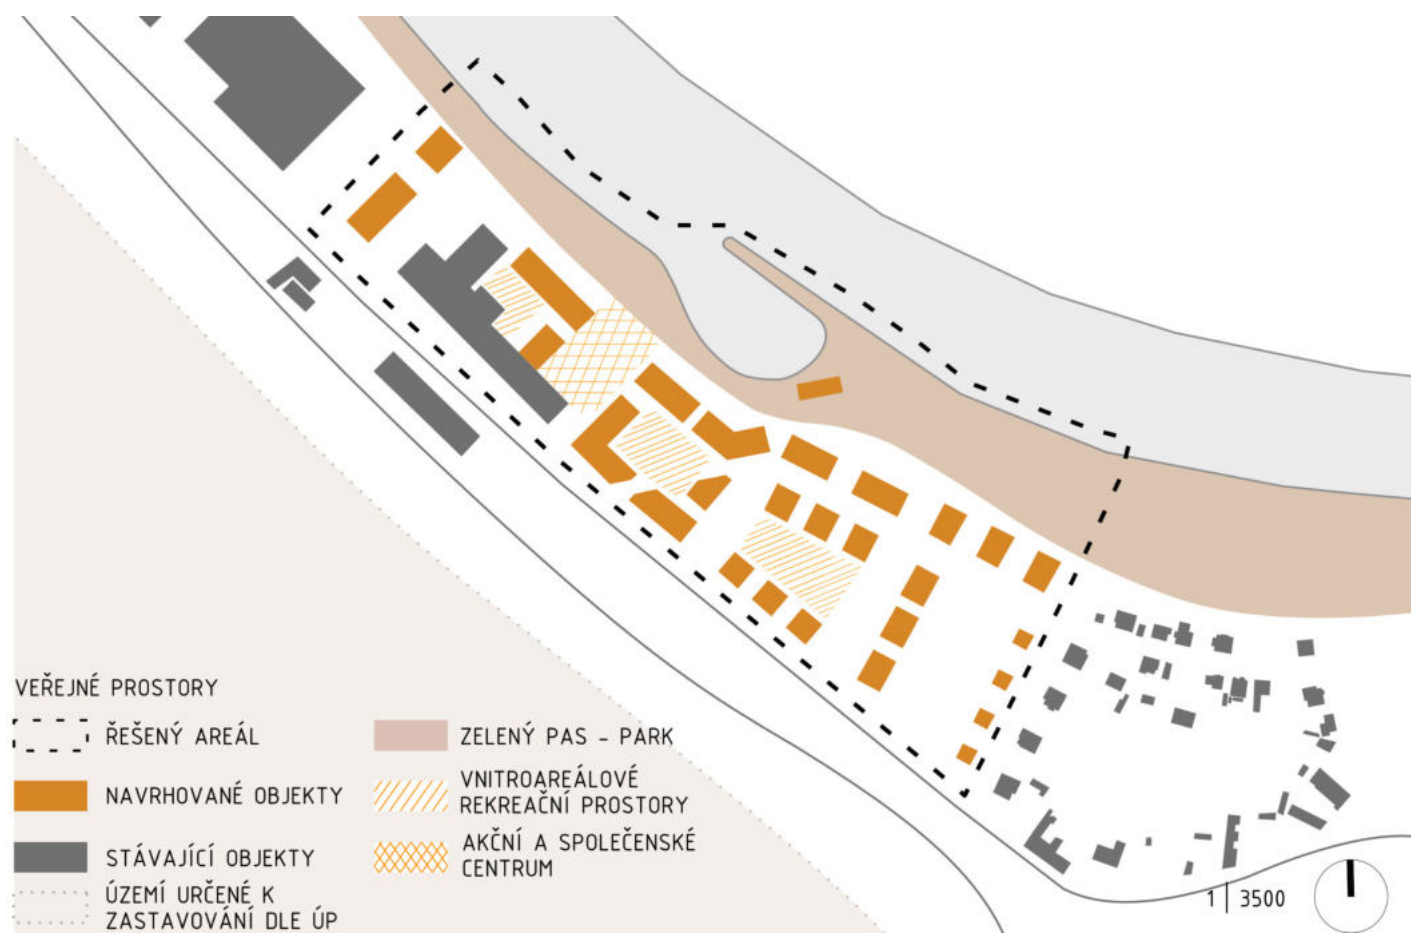 VEŘEJNÉ PROSTORY
ŘEŠENÝ AREÁL
NAVRHOVANÉ OBJEKTY
STÁVAJÍCÍ OBJEKTY
ÚZEMÍ URČENÉ K
ZASTAVOVÁNÍ DLE ÚP
ZELENÝ PAS - PARK
VNITROAREÁLOVÉ
REKREAČNÍ PROSTORY
AKČNÍ A SPOLEČENSKÉ
CENTRUM
1 | 3500